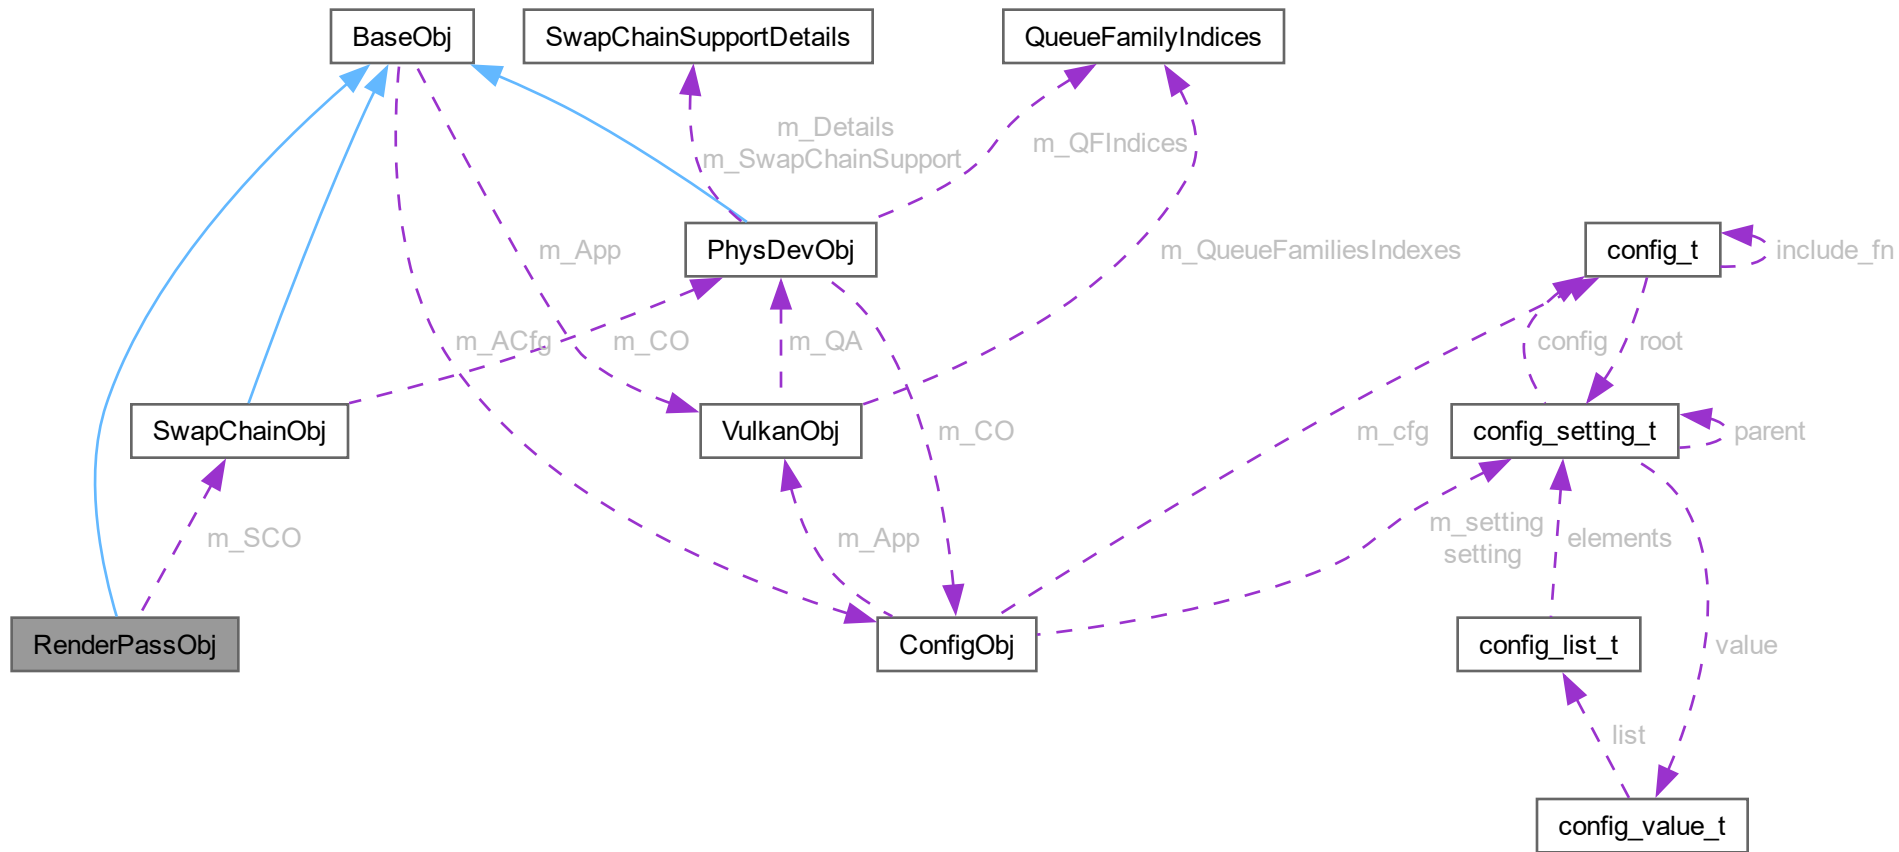 BaseObj
SwapChainSupportDetails
QueueFamilyIndices
m_Details
m_SwapChainSupport
m_QFIndices
m_App
PhysDevObj
m_QueueFamiliesIndexes
config_t
include_fn
m_ACfg
m_CO
m_QA
config
root
SwapChainObj
VulkanObj
m_CO
m_cfg
config_setting_t
parent
m_SCO
m_App
m_setting
setting
elements
RenderPassObj
ConfigObj
config_list_t
value
list
config_value_t